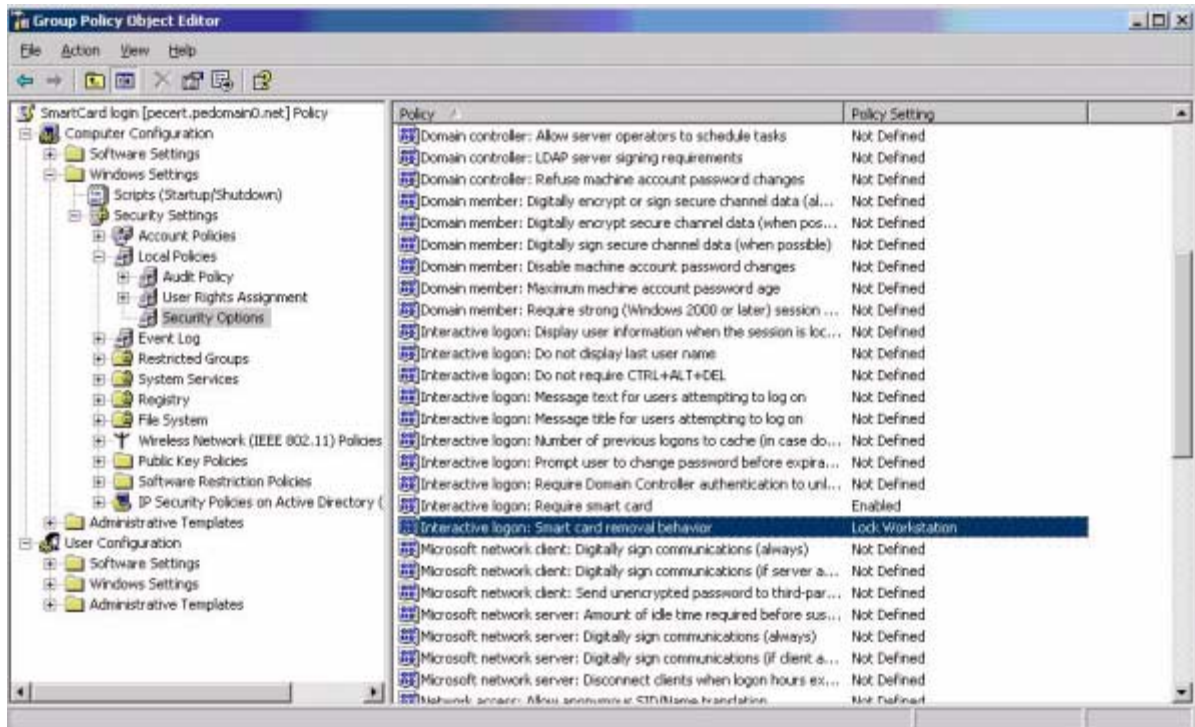 Group Policy Object Editor
File Action View Help
SmartCard login [pecert.pedomain0.net] Policy
Computer Configuration
Software Settings
Windows Settings
Scripts (Startup/Shutdown)
Security Settings
Account Policies
Local Policies
Audit Policy
User Rights Assignment
Security Options
Event Log
Restricted Groups
System Services
Registry
File System
Wireless Network (IEEE 802.11) Policies
Public Key Policies
Software Restriction Policies
IP Security Policies on Active Directory (
Administrative Templates
User Configuration
Software Settings
Windows Settings
Administrative Templates
Policy Policy Setting
Domain controller: Allow server operators to schedule tasks Not Defined
Domain controller: LDAP server signing requirements Not Defined
Domain controller: Refuse machine account password changes Not Defined
Domain member: Digitally encrypt or sign secure channel data (al... Not Defined
Domain member: Digitally encrypt secure channel data (when pos... Not Defined
Domain member: Digitally sign secure channel data (when possible) Not Defined
Domain member: Disable machine account password changes Not Defined
Domain member: Maximum machine account password age Not Defined
Domain member: Require strong (Windows 2000 or later) session ... Not Defined
Interactive logon: Display user information when the session is loc... Not Defined
Interactive logon: Do not display last user name Not Defined
Interactive logon: Do not require CTRL+ALT+DEL Not Defined
Interactive logon: Message text for users attempting to log on Not Defined
Interactive logon: Message title for users attempting to log on Not Defined
Interactive logon: Number of previous logons to cache (in case do... Not Defined
Interactive logon: Prompt user to change password before expira... Not Defined
Interactive logon: Require Domain Controller authentication to unl... Not Defined
Interactive logon: Require smart card Enabled
Interactive logon: Smart card removal behavior Lock Workstation
Microsoft network client: Digitally sign communications (always) Not Defined
Microsoft network client: Digitally sign communications (if server a... Not Defined
Microsoft network client: Send unencrypted password to third-par... Not Defined
Microsoft network server: Amount of idle time required before sus... Not Defined
Microsoft network server: Digitally sign communications (always) Not Defined
Microsoft network server: Digitally sign communications (if client a... Not Defined
Microsoft network server: Disconnect clients when logon hours ex... Not Defined
Network access: Allow anonymous SID/Name translation Not Defined